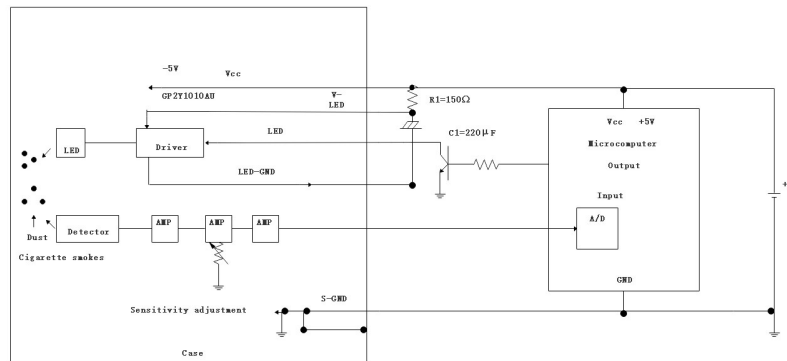 -5V
Vcc
GP2Y1010AU
V-
LED
R1=150Ω
C1=220μF
LED
LED
Driver
LED-GND
Vcc +5V
Microcomputer
Output
Input
A/D
GND
+
Dust
Cigarette smokes
Detector
AMP
AMP
AMP
Sensitivity adjustment
S-GND
Case